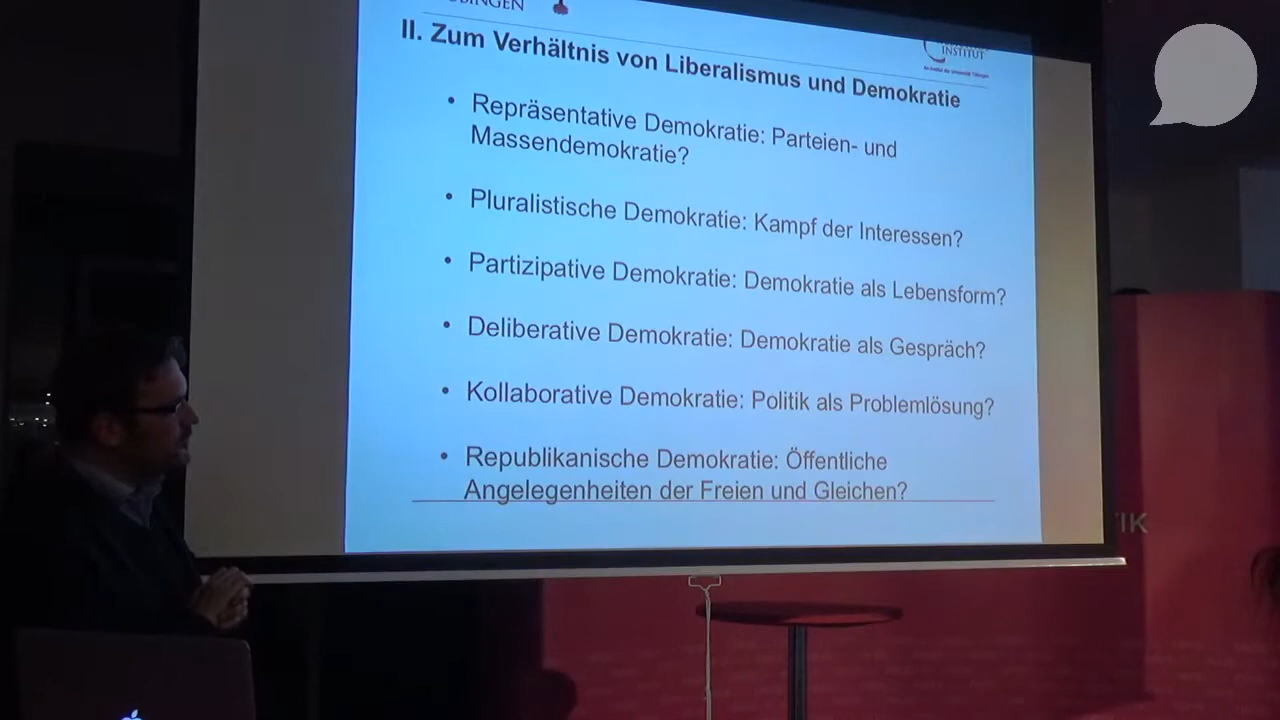 II. Zum Verhältnis von Liberalismus und Demokratie
INSTITUT
• Repräsentative Demokratie: Parteien- und
Massendemokratie?
• Pluralistische Demokratie: Kampf der Interessen?
• Partizipative Demokratie: Demokratie als Lebensform?
• Deliberative Demokratie: Demokratie als Gespräch?
• Kollaborative Demokratie: Politik als Problemlösung?
• Republikanische Demokratie: Öffentliche
Angelegenheiten der Freien und Gleichen?